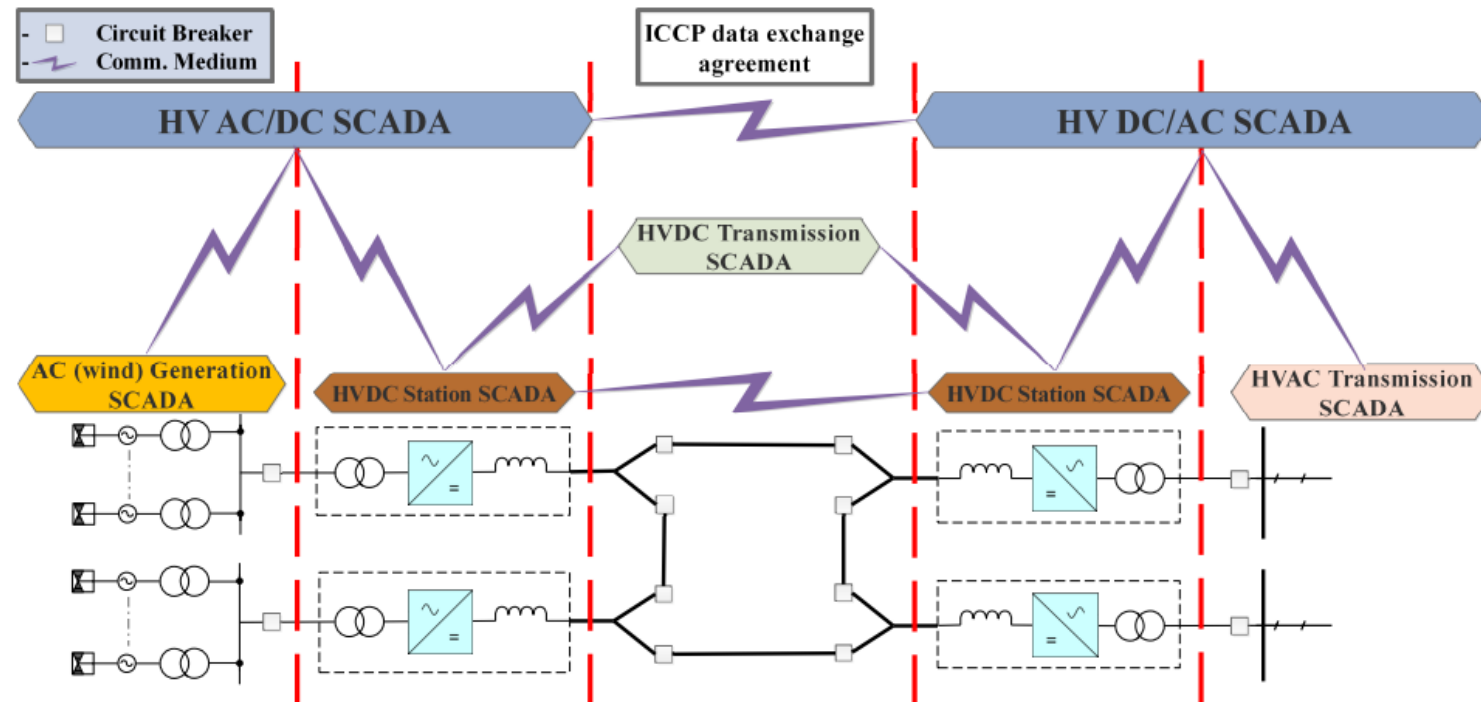 - Circuit Breaker
- Comm. Medium
ICCP data exchange
agreement
HV AC/DC SCADA
HV DC/AC SCADA
HVDC Transmission
SCADA
AC (wind) Generation
SCADA
HVDC Station SCADA
HVDC Station SCADA
HVAC Transmission
SCADA